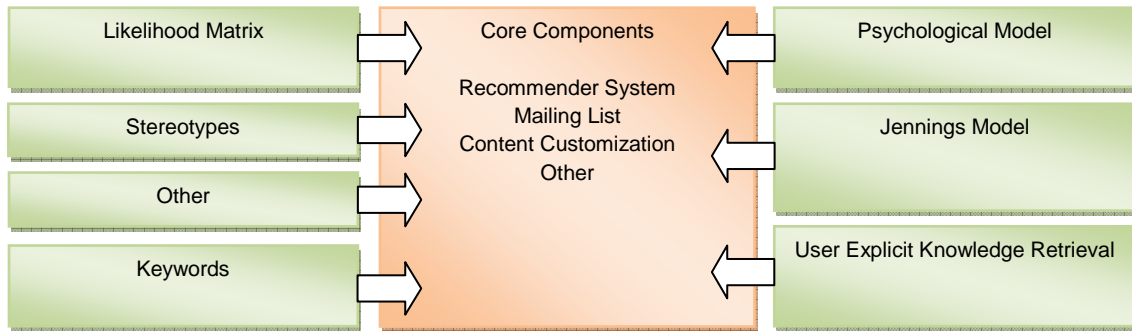 Likelihood Matrix
Stereotypes
Other
Keywords
Core Components
Recommender System
Mailing List
Content Customization
Other
Psychological Model
Jennings Model
User Explicit Knowledge Retrieval